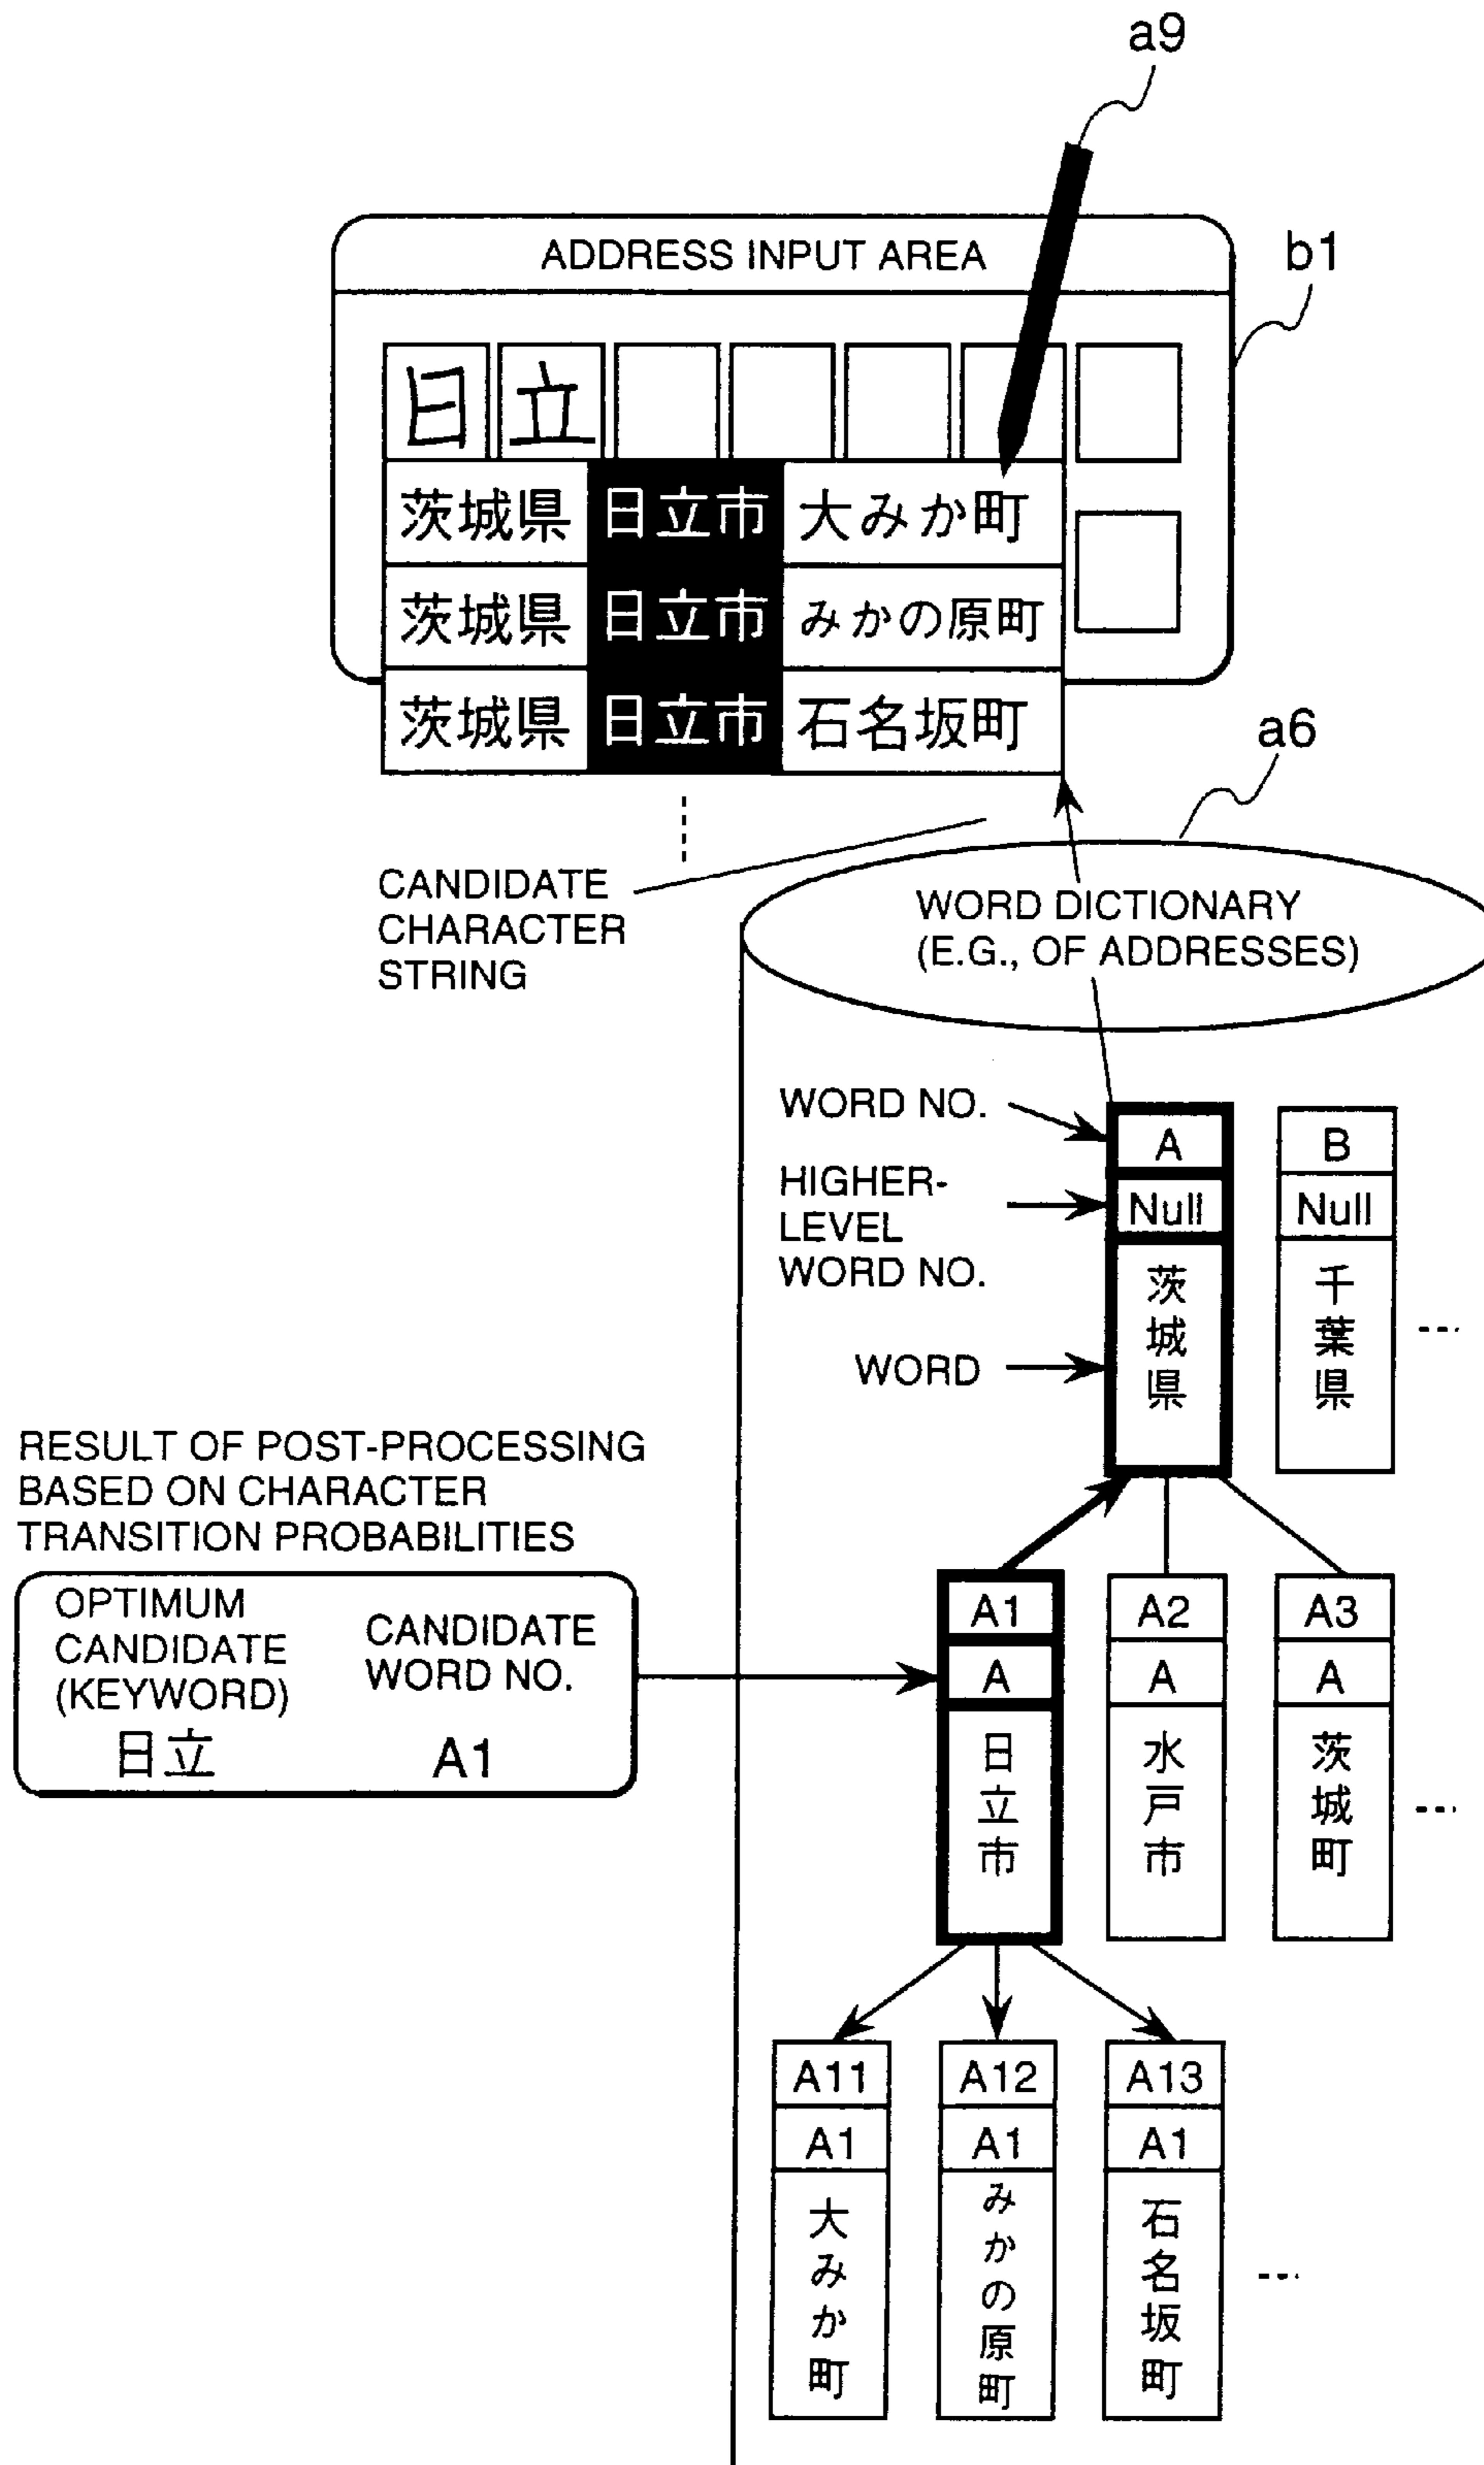 a9
ADDRESS INPUT AREA
b1
日立
茨城県 日立市 大みか町
茨城県 日立市 みかの原町
茨城県 日立市 石名坂町
a6
CANDIDATE
CHARACTER
STRING
WORD DICTIONARY
(E.G., OF ADDRESSES)
WORD NO.
HIGHER-
LEVEL
WORD NO.
WORD
A
Null
茨城県
B
Null
千葉県
RESULT OF POST-PROCESSING
BASED ON CHARACTER
TRANSITION PROBABILITIES
OPTIMUM
CANDIDATE
(KEYWORD)
日立
CANDIDATE
WORD NO.
A1
A1
A
日立市
A2
A
水戸市
A3
A
茨城町
A11
A1
大みか町
A12
A1
みかの原町
A13
A1
石名坂町